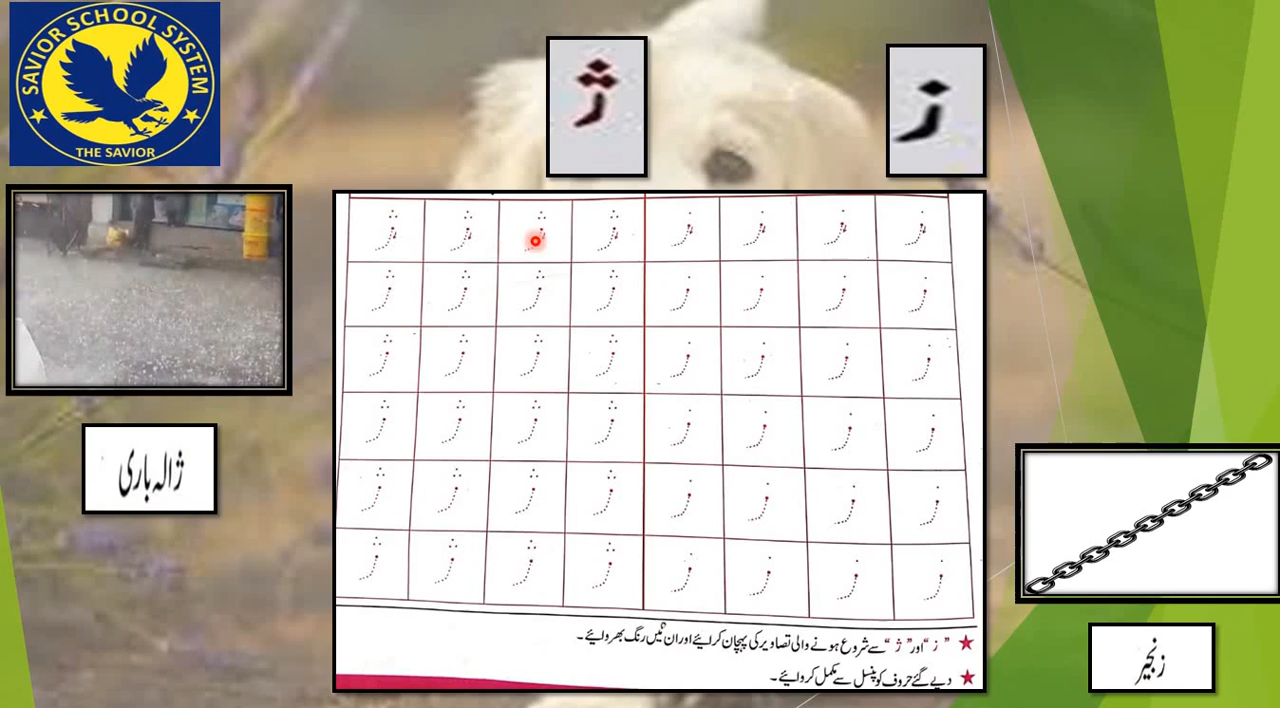 SAVIOR SCHOOL SYSTEM
THE SAVIOR
ژ
ز
ژ ژ ژ ژ ز ز ز ز
ژ ژ ژ ژ ز ز ز ز
ژ ژ ژ ژ ز ز ز ز
ژ ژ ژ ژ ز ز ز ز
ژ ژ ژ ژ ز ز ز ز
ژ ژ ژ ژ ز ز ز ز
ژالہ باری
زنجیر
"ز" اور "ژ" سے شروع ہونے والی تصاویر کی پہچان کرائیے اور ان میں رنگ بھروائیے۔
دیے گئے حروف کو پنسل سے مکمل کروائیے۔